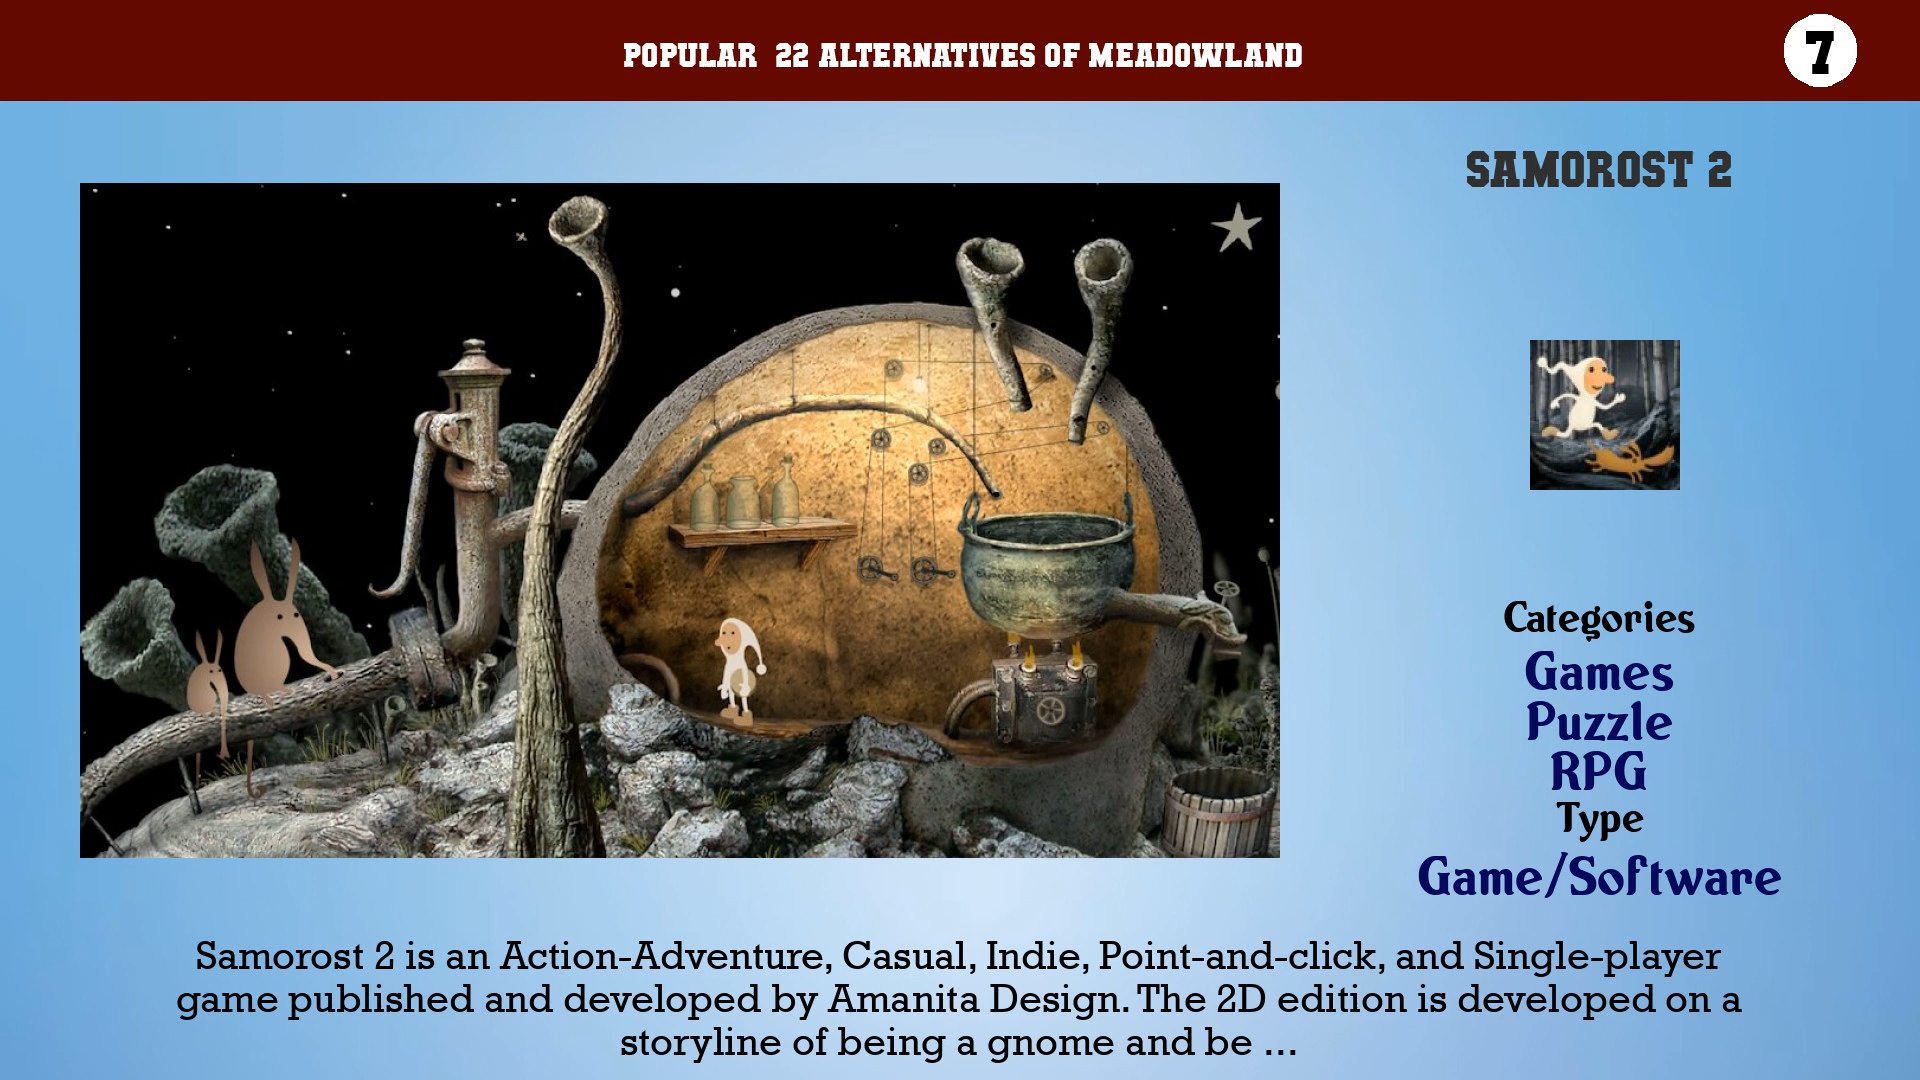 POPULAR 22 ALTERNATIVES OF MEADOWLAND
7
SAMOROST 2
Categories
Games
Puzzle
RPG
Type
Game/Software
Samorost 2 is an Action-Adventure, Casual, Indie, Point-and-click, and Single-player
game published and developed by Amanita Design. The 2D edition is developed on a
storyline of being a gnome and be ...